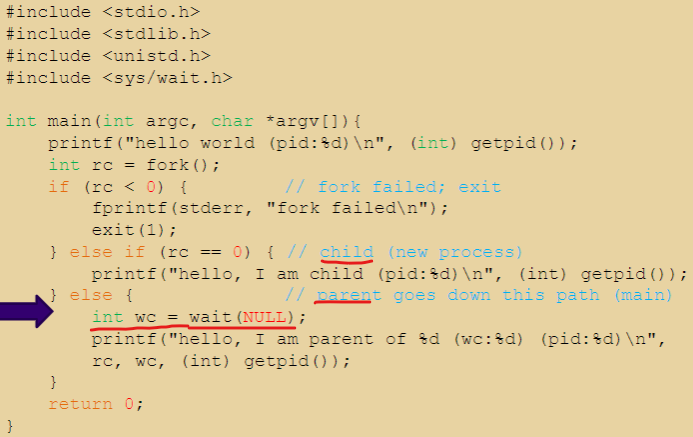 #include <stdio.h>
#include <stdlib.h>
#include <unistd.h>
#include <sys/wait.h>
int main(int argc, char *argv[]){
printf("hello world (pid:%d)\n", (int) getpid());
int rc = fork();
if (rc < 0) { // fork failed; exit
fprintf(stderr, "fork failed\n");
exit(1);
} else if (rc == 0) { // child (new process)
printf("hello, I am child (pid:%d)\n", (int) getpid());
} else { // parent goes down this path (main)
int wc = wait(NULL);
printf("hello, I am parent of %d (wc:%d) (pid:%d)\n",
rc, wc, (int) getpid());
}
return 0;
}